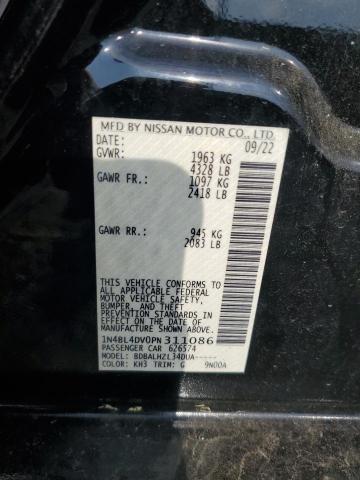 MFD BY NISSAN MOTOR CO., LTD.
DATE: 09/22
GVWR: 1963 KG
4328 LB
GAWR FR.: 1097 KG
2418 LB
GAWR RR.: 945 KG
2083 LB
THIS VEHICLE CONFORMS TO
ALL APPLICABLE FEDERAL
MOTOR VEHICLE SAFETY,
BUMPER, AND THEFT
PREVENTION STANDARDS IN
EFFECT ON THE DATE OF
MANUFACTURE SHOWN ABOVE.
1N4BL4DV0PN311086
PASSENGER CAR 626574
MODEL: BDBALHZL34DUA-----
COLOR: KH3 TRIM: G 9N00A